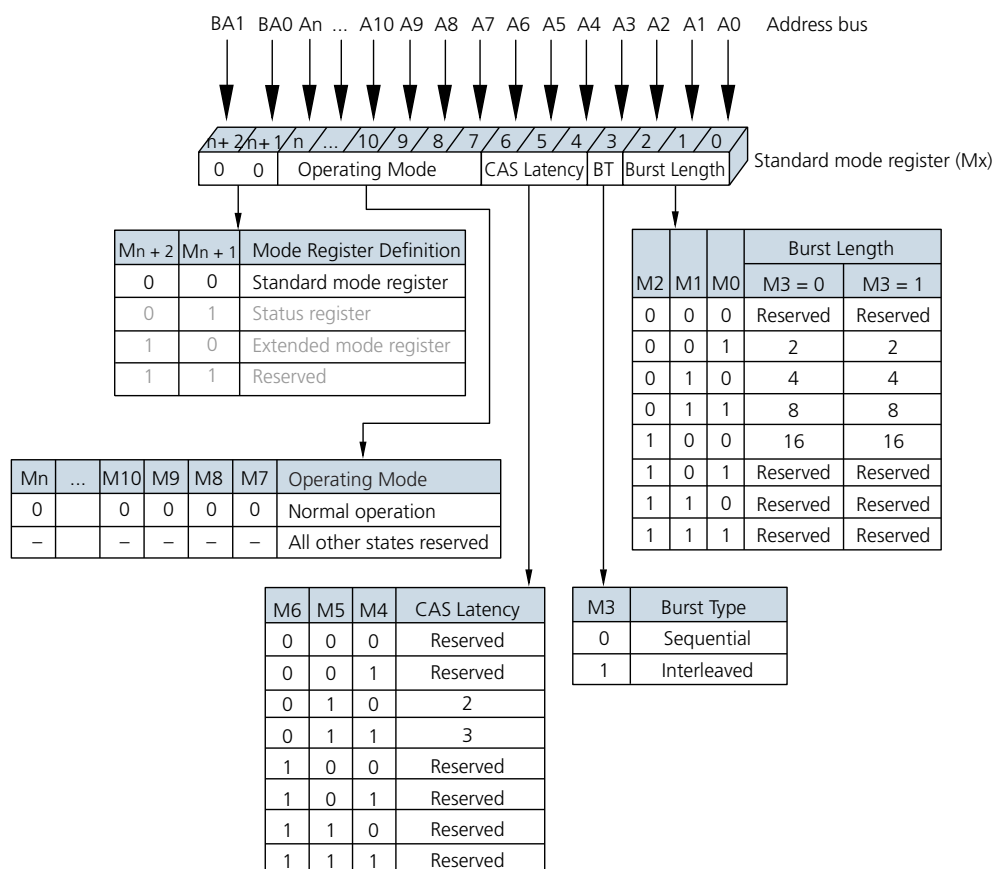 BA1 BA0 An ... A10 A9 A8 A7 A6 A5 A4 A3 A2 A1 A0 Address bus
n+ 2 n+ 1 n ... 10 9 8 7 6 5 4 3 2 1 0
0 0 Operating Mode CAS Latency BT Burst Length
Standard mode register (Mx)
Mn + 2 Mn + 1 Mode Register Definition
0 0 Standard mode register
0 1 Status register
1 0 Extended mode register
1 1 Reserved
Burst Length
M2 M1 M0 M3 = 0 M3 = 1
0 0 0 Reserved Reserved
0 0 1 2 2
0 1 0 4 4
0 1 1 8 8
1 0 0 16 16
1 0 1 Reserved Reserved
1 1 0 Reserved Reserved
1 1 1 Reserved Reserved
Mn ... M10 M9 M8 M7 Operating Mode
0 0 0 0 0 Normal operation
– – – – – All other states reserved
M6 M5 M4 CAS Latency
0 0 0 Reserved
0 0 1 Reserved
0 1 0 2
0 1 1 3
1 0 0 Reserved
1 0 1 Reserved
1 1 0 Reserved
1 1 1 Reserved
M3 Burst Type
0 Sequential
1 Interleaved